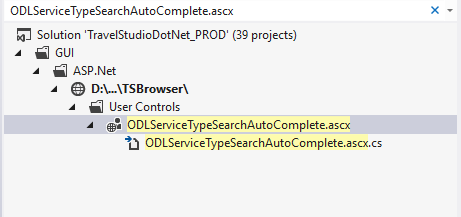 ODLServiceTypeSearchAutoComplete.ascx
Solution 'TravelStudioDotNet_PROD' (39 projects)
GUI
ASP.Net
D:\...\TSBrowser\
User Controls
ODLServiceTypeSearchAutoComplete.ascx
ODLServiceTypeSearchAutoComplete.ascx.cs